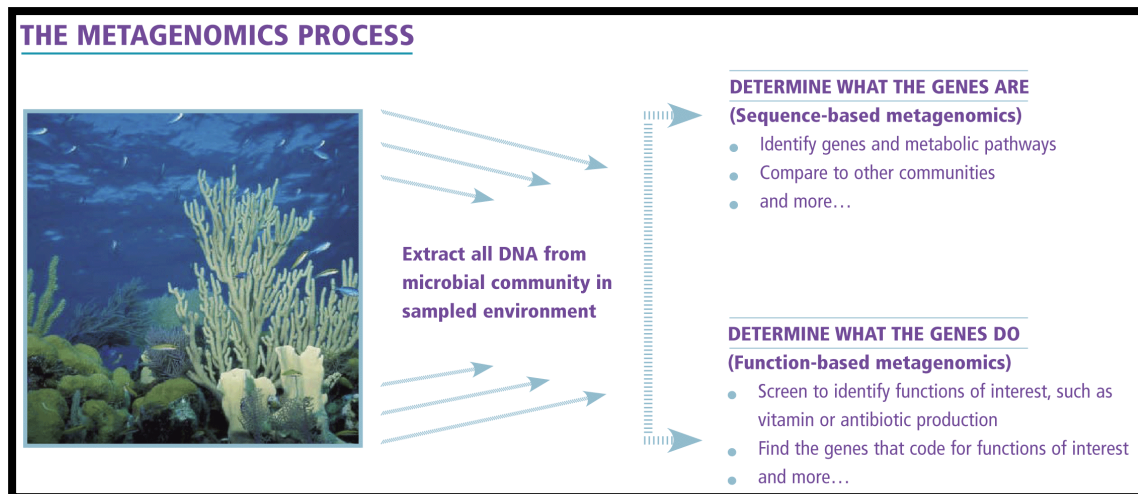 THE METAGENOMICS PROCESS
Extract all DNA from
microbial community in
sampled environment
DETERMINE WHAT THE GENES ARE
(Sequence-based metagenomics)
• Identify genes and metabolic pathways
• Compare to other communities
• and more…
DETERMINE WHAT THE GENES DO
(Function-based metagenomics)
• Screen to identify functions of interest, such as
vitamin or antibiotic production
• Find the genes that code for functions of interest
• and more…